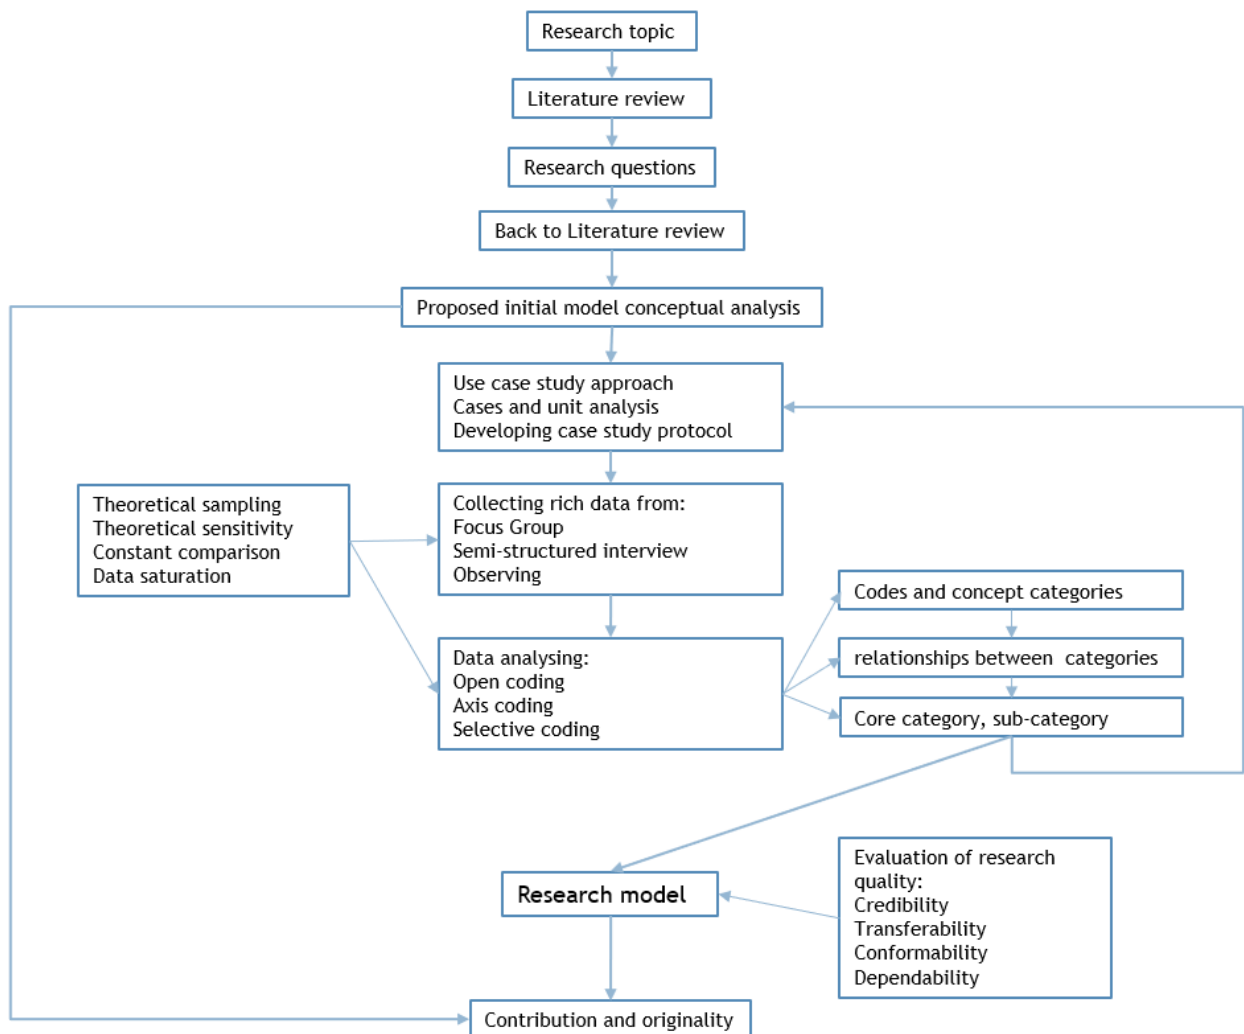 Research topic
Literature review
Research questions
Back to Literature review
Proposed initial model conceptual analysis
Use case study approach
Cases and unit analysis
Developing case study protocol
Theoretical sampling
Theoretical sensitivity
Constant comparison
Data saturation
Collecting rich data from:
Focus Group
Semi-structured interview
Observing
Data analysing:
Open coding
Axis coding
Selective coding
Codes and concept categories
relationships between categories
Core category, sub-category
Research model
Evaluation of research
quality:
Credibility
Transferability
Conformability
Dependability
Contribution and originality